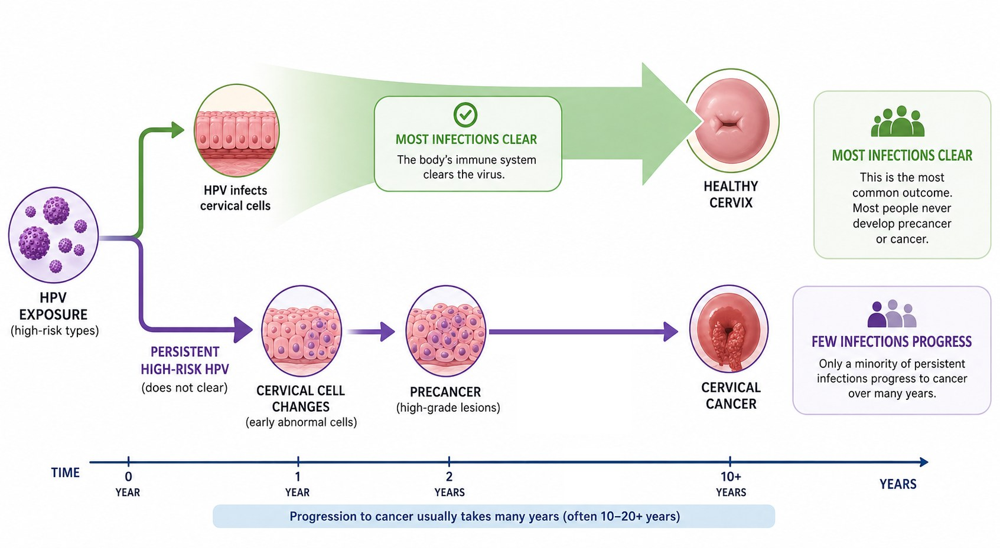 MOST INFECTIONS CLEAR
The body’s immune system
clears the virus.
HPV infects
cervical cells
HEALTHY
CERVIX
MOST INFECTIONS CLEAR
This is the most
common outcome.
Most people never
develop precancer
or cancer.
HPV
EXPOSURE
(high-risk types)
PERSISTENT
HIGH-RISK HPV
(does not clear)
CERVICAL CELL
CHANGES
(early abnormal cells)
PRECANCER
(high-grade lesions)
CERVICAL
CANCER
FEW INFECTIONS PROGRESS
Only a minority of persistent
infections progress to cancer
over many years.
TIME
0
YEAR
1
YEAR
2
YEARS
10+
YEARS
YEARS
Progression to cancer usually takes many years (often 10–20+ years)